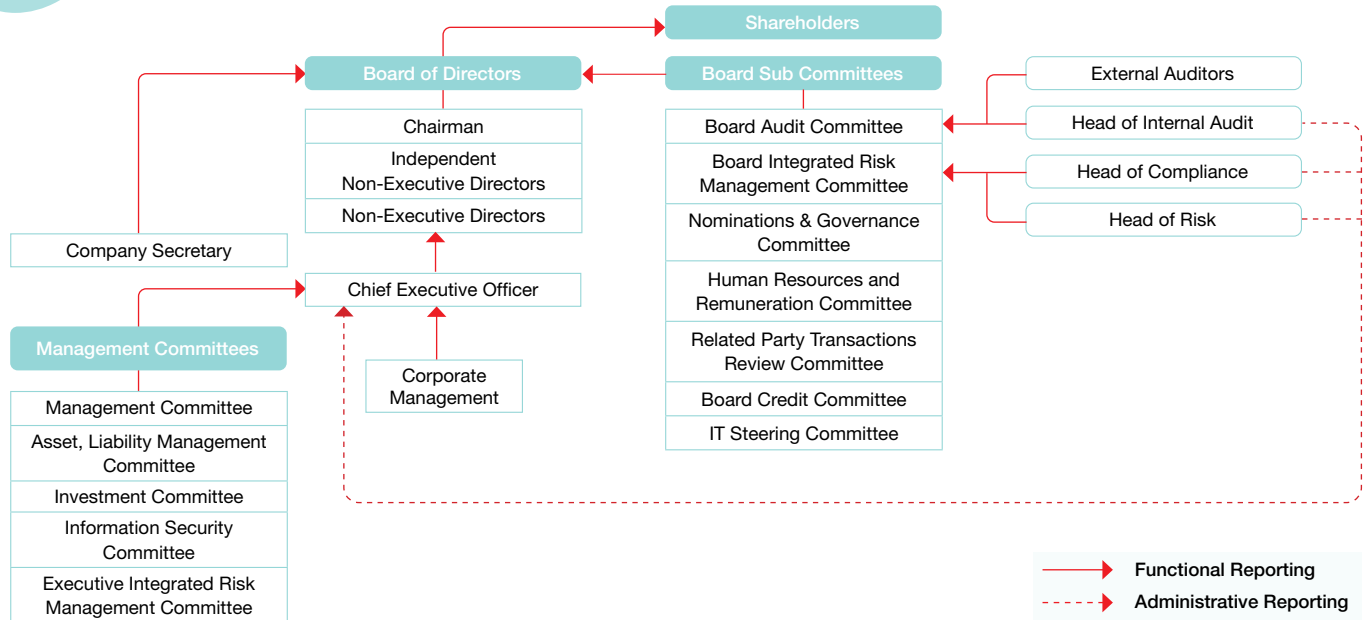 Shareholders
Board of Directors
Board Sub Committees
External Auditors
Chairman
Board Audit Committee
Head of Internal Audit
Independent
Non-Executive Directors
Board Integrated Risk
Management Committee
Head of Compliance
Non-Executive Directors
Nominations & Governance
Committee
Head of Risk
Company Secretary
Chief Executive Officer
Human Resources and
Remuneration Committee
Management Committees
Related Party Transactions
Review Committee
Corporate
Management
Management Committee
Board Credit Committee
Asset, Liability Management
Committee
IT Steering Committee
Investment Committee
Information Security
Committee
Executive Integrated Risk
Management Committee
Functional Reporting
Administrative Reporting